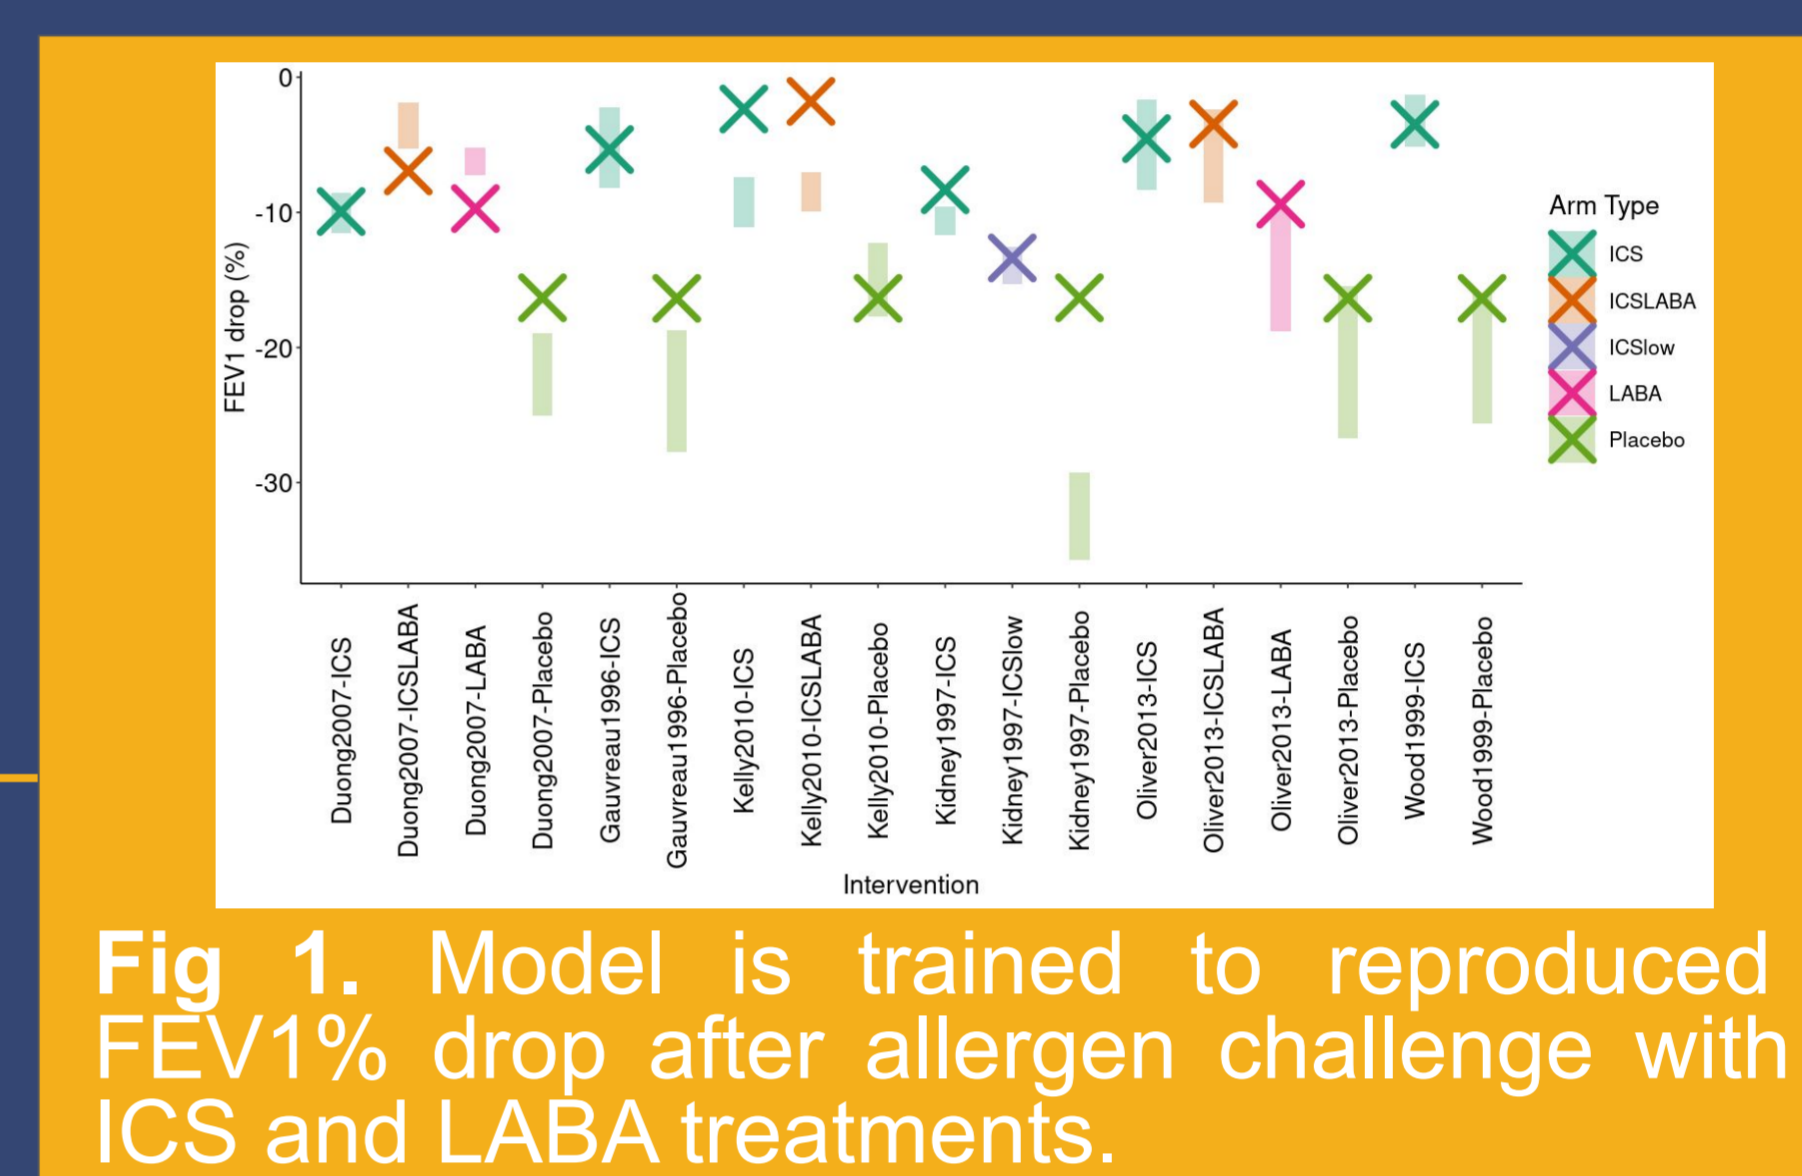 0
-10
-20
-30
FEV1 drop (%)
Duong2007-ICS
Duong2007-ICSLABA
Duong2007-LABA
Duong2007-Placebo
Gauvreau1996-ICS
Gauvreau1996-Placebo
Kelly2010-ICS
Kelly2010-ICSLABA
Kelly2010-Placebo
Kidney1997-ICS
Kidney1997-ICSlow
Kidney1997-Placebo
Oliver2013-ICS
Oliver2013-ICSLABA
Oliver2013-LABA
Oliver2013-Placebo
Wood1999-ICS
Wood1999-Placebo
Intervention
Arm Type
ICS
ICSLABA
ICSlow
LABA
Placebo
Fig 1. Model is trained to reproduced
FEV1% drop after allergen challenge with
ICS and LABA treatments.